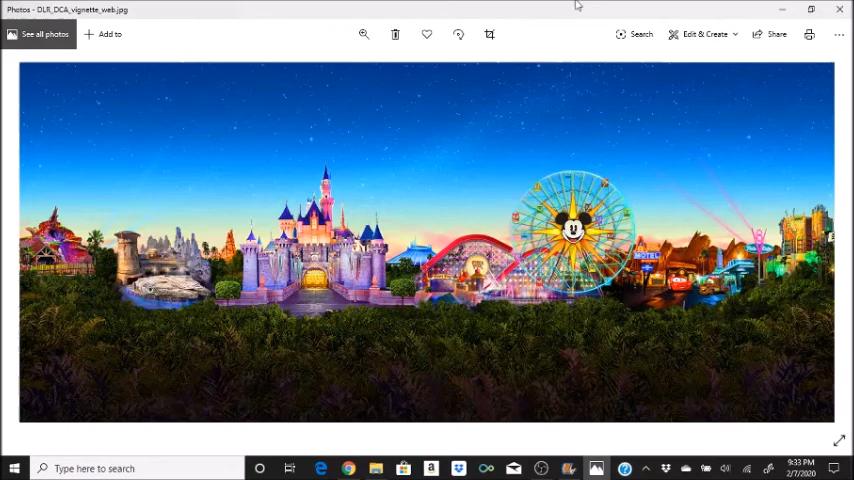 Photos - DLR_DCA_vignette_web.jpg
See all photos
Add to
Search
Edit & Create
Share
MOTEL
Type here to search
9:33 PM
2/7/2020